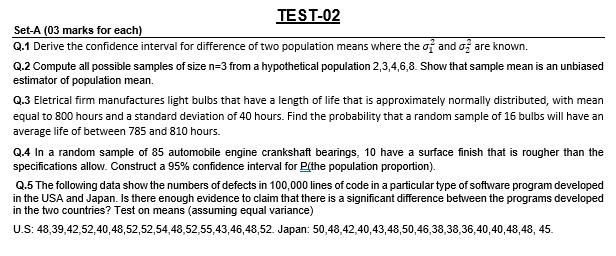 TEST-02
Set-A (03 marks for each)
Q.1 Derive the confidence interval for difference of two population means where the σ₁² and σ₂² are known.
Q.2 Compute all possible samples of size n=3 from a hypothetical population 2,3,4,6,8. Show that sample mean is an unbiased
estimator of population mean.
Q.3 Eletrical firm manufactures light bulbs that have a length of life that is approximately normally distributed, with mean
equal to 800 hours and a standard deviation of 40 hours. Find the probability that a random sample of 16 bulbs will have an
average life of between 785 and 810 hours.
Q.4 In a random sample of 85 automobile engine crankshaft bearings, 10 have a surface finish that is rougher than the
specifications allow. Construct a 95% confidence interval for P(the population proportion).
Q.5 The following data show the numbers of defects in 100,000 lines of code in a particular type of software program developed
in the USA and Japan. Is there enough evidence to claim that there is a significant difference between the programs developed
in the two countries? Test on means (assuming equal variance)
U.S: 48,39,42,52,40,48,52,52,54,48,52,55,43,46,48,52. Japan: 50,48,42,40,43,48,50,46,38,38,36,40,40,48,48, 45.